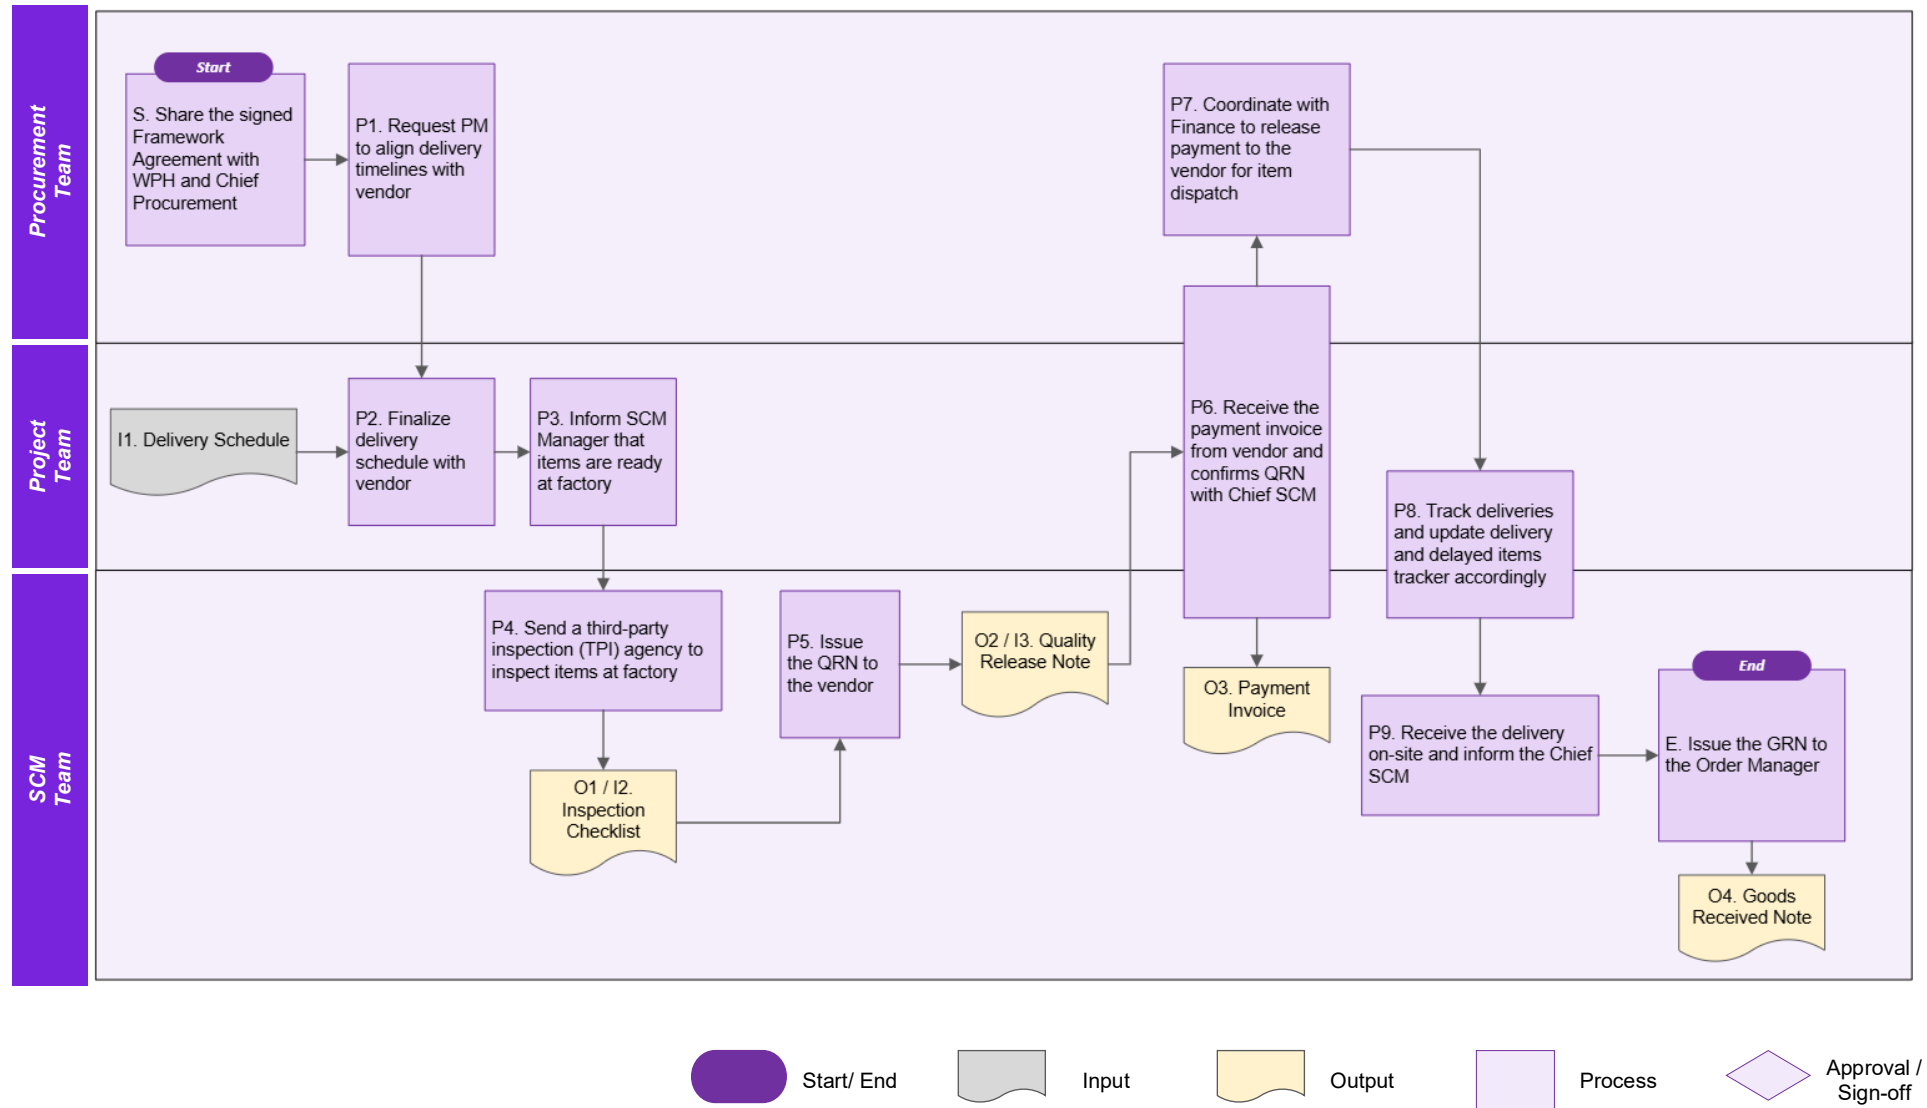 Procurement
Team
Start
S. Share the signed
Framework
Agreement with
WPH and Chief
Procurement
P1. Request PM
to align delivery
timelines with
vendor
P7. Coordinate with
Finance to release
payment to the
vendor for item
dispatch
Project
Team
I1. Delivery Schedule
P2. Finalize
delivery
schedule with
vendor
P3. Inform SCM
Manager that
items are ready
at factory
P6. Receive the
payment invoice
from vendor and
confirms QRN
with Chief SCM
P8. Track deliveries
and update delivery
and delayed items
tracker accordingly
SCM
Team
P4. Send a third-party
inspection (TPI) agency to
inspect items at factory
O1 / I2.
Inspection
Checklist
P5. Issue
the QRN to
the vendor
O2 / I3. Quality
Release Note
O3. Payment
Invoice
P9. Receive the delivery
on-site and inform the Chief
SCM
End
E. Issue the GRN to
the Order Manager
O4. Goods
Received Note
Start/ End
Input
Output
Process
Approval /
Sign-off